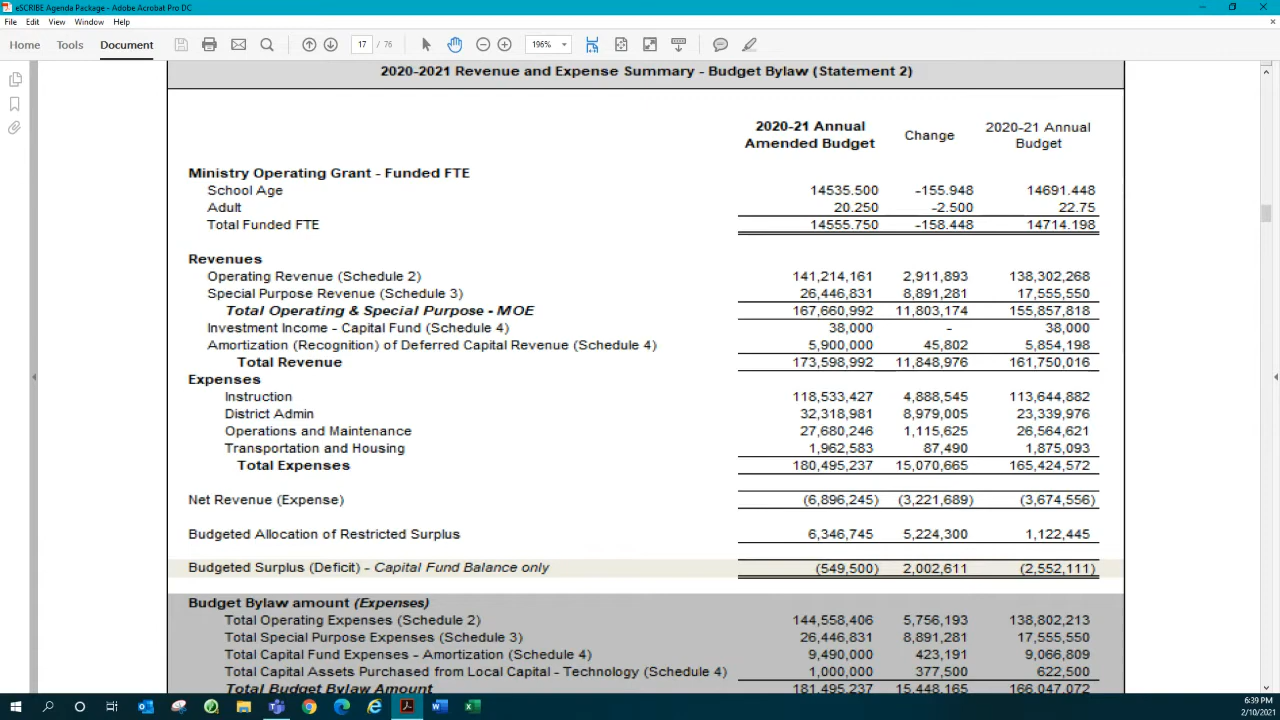 eSCRIBE Agenda Package - Adobe Acrobat Pro DC
File Edit View Window Help
Home Tools Document 17 / 76 196%
2020-2021 Revenue and Expense Summary - Budget Bylaw (Statement 2)
2020-21 Annual Amended Budget Change 2020-21 Annual Budget
Ministry Operating Grant - Funded FTE
School Age 14535.500 -155.948 14691.448
Adult 20.250 -2.500 22.75
Total Funded FTE 14555.750 -158.448 14714.198
Revenues
Operating Revenue (Schedule 2) 141,214,161 2,911,893 138,302,268
Special Purpose Revenue (Schedule 3) 26,446,831 8,891,281 17,555,550
Total Operating & Special Purpose - MOE 167,660,992 11,803,174 155,857,818
Investment Income - Capital Fund (Schedule 4) 38,000 - 38,000
Amortization (Recognition) of Deferred Capital Revenue (Schedule 4) 5,900,000 45,802 5,854,198
Total Revenue 173,598,992 11,848,976 161,750,016
Expenses
Instruction 118,533,427 4,888,545 113,644,882
District Admin 32,318,981 8,979,005 23,339,976
Operations and Maintenance 27,680,246 1,115,625 26,564,621
Transportation and Housing 1,962,583 87,490 1,875,093
Total Expenses 180,495,237 15,070,665 165,424,572
Net Revenue (Expense) (6,896,245) (3,221,689) (3,674,556)
Budgeted Allocation of Restricted Surplus 6,346,745 5,224,300 1,122,445
Budgeted Surplus (Deficit) - Capital Fund Balance only (549,500) 2,002,611 (2,552,111)
Budget Bylaw amount (Expenses)
Total Operating Expenses (Schedule 2) 144,558,406 5,756,193 138,802,213
Total Special Purpose Expenses (Schedule 3) 26,446,831 8,891,281 17,555,550
Total Capital Fund Expenses - Amortization (Schedule 4) 9,490,000 423,191 9,066,809
Total Capital Assets Purchased from Local Capital - Technology (Schedule 4) 1,000,000 377,500 622,500
Total Budget Bylaw Amount 181,495,237 15,448,165 166,047,072
6:39 PM
2/10/2021